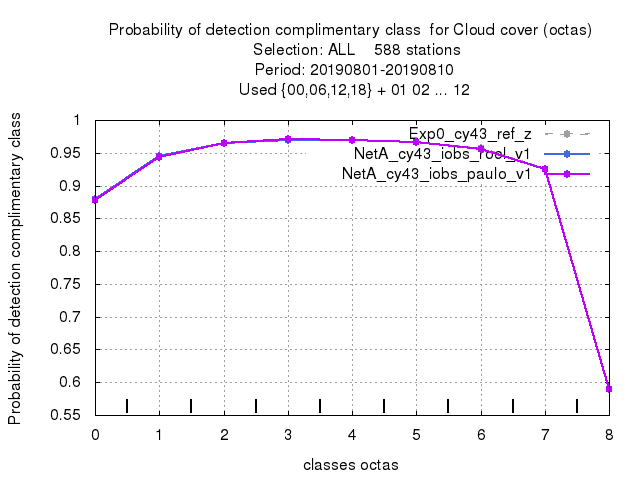 Probability of detection complimentary class  for Cloud cover (octas)
Selection: ALL    588 stations
Period: 20190801-20190810
Used {00,06,12,18} + 01 02 ... 12
Probability of detection complimentary class
1
0.95
0.9
0.85
0.8
0.75
0.7
0.65
0.6
0.55
Exp0_cy43_ref_z
NetA_cy43_iobs_roel_v1
NetA_cy43_iobs_paulo_v1
0 1 2 3 4 5 6 7 8
classes octas